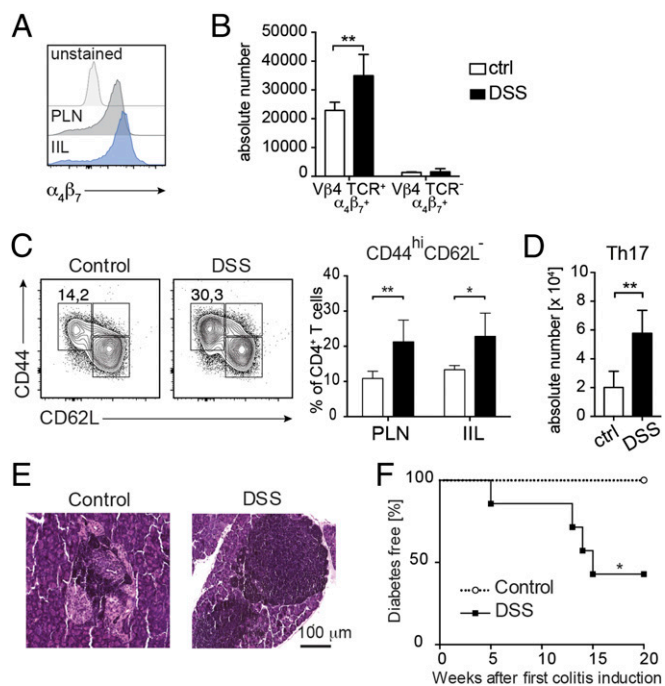 A
unstained
PLN
IIL
α₄β₇
B
absolute number
50000
40000
30000
20000
10000
0
**
ctrl
DSS
Vβ4 TCR⁺
α₄β₇⁺
Vβ4 TCR⁻
α₄β₇⁺
C
Control
DSS
14,2
30,3
CD44
CD62L
CD44ʰⁱCD62L⁻
% of CD4⁺ T cells
40
30
20
10
0
**
*
PLN
IIL
D
Th17
absolute number [x 10⁴]
8
6
4
2
0
**
ctrl
DSS
E
Control
DSS
100 µm
F
Diabetes free [%]
100
50
0
*
Control
DSS
0
5
10
15
20
Weeks after first colitis induction